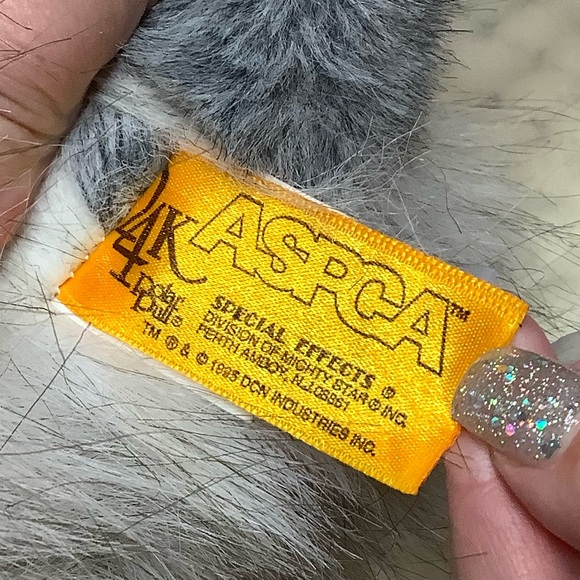 24K
Polar
Puff®
ASPCA™
SPECIAL EFFECTS®
DIVISION OF MIGHTY STAR® INC.
PERTH AMBOY, N.J. 08861
TM ® & © 1995 DCN INDUSTRIES INC.